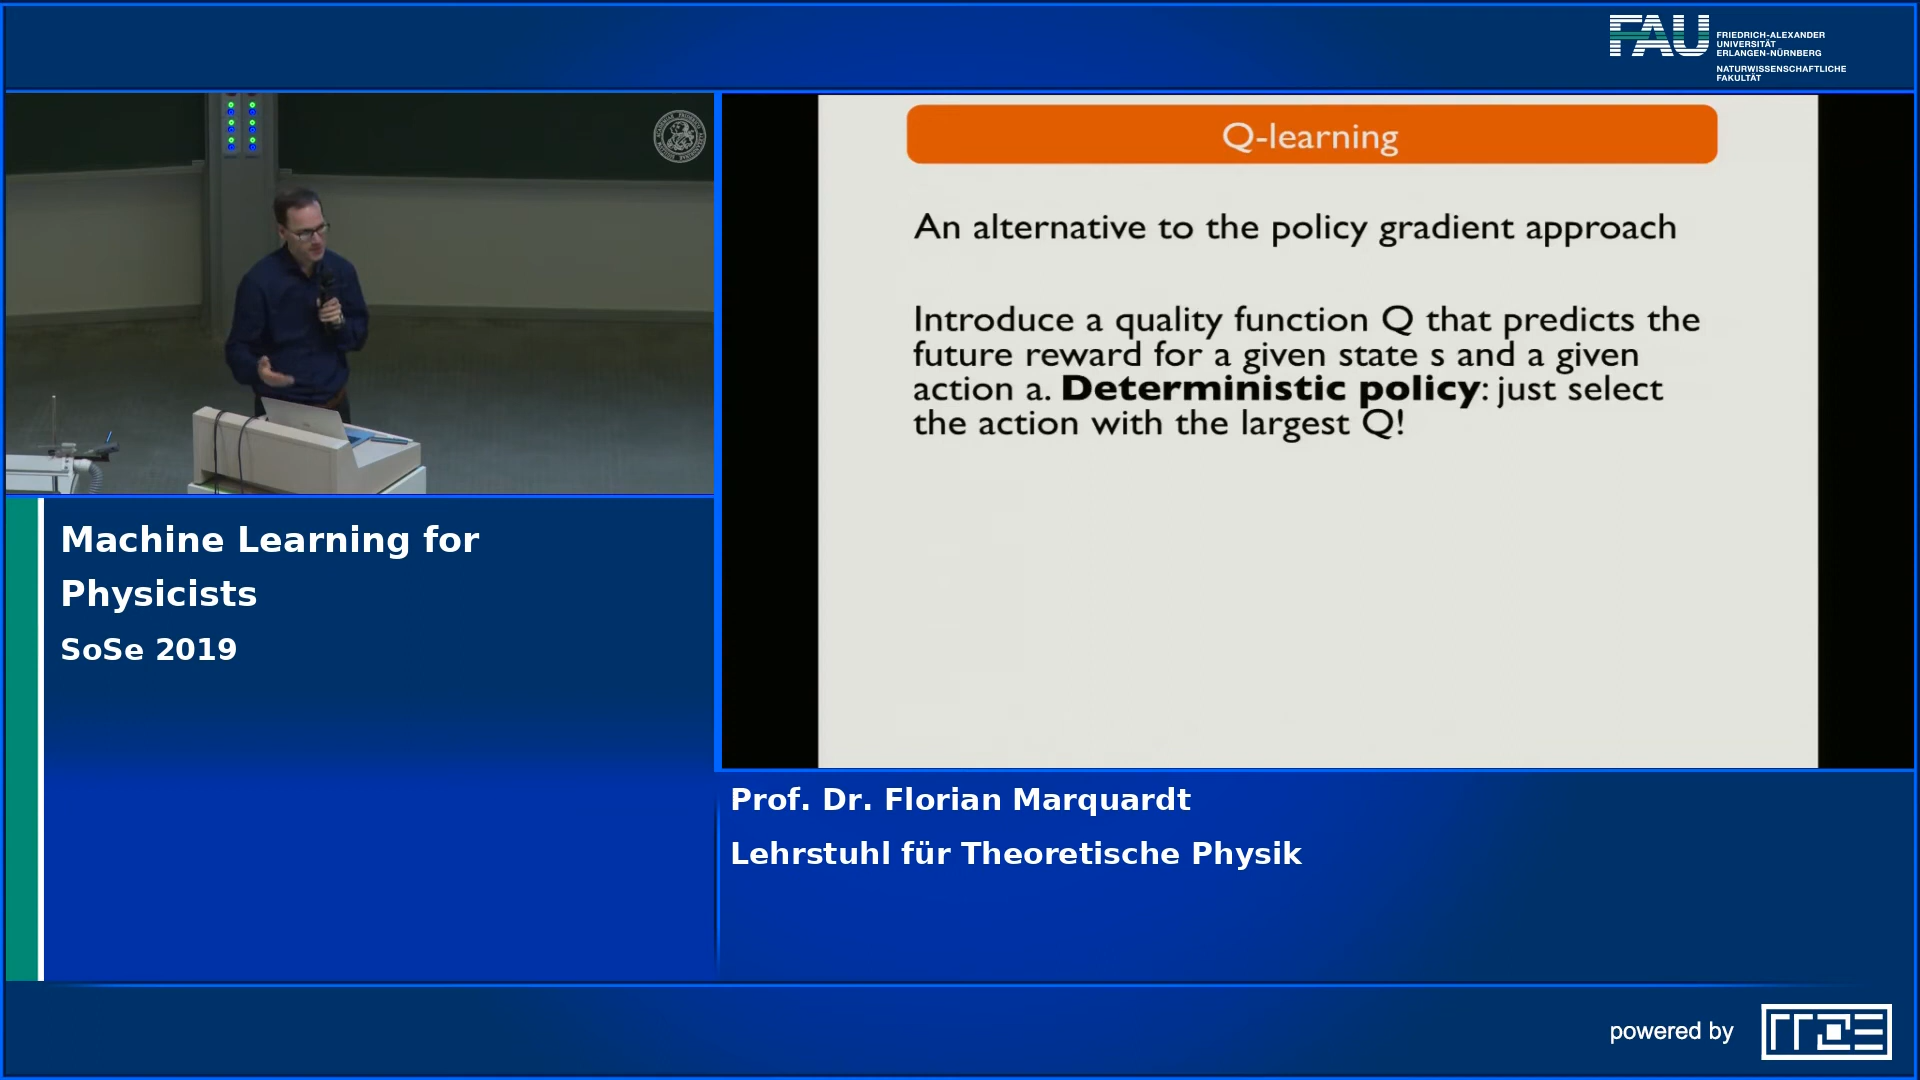 FAU
FRIEDRICH-ALEXANDER
UNIVERSITÄT
ERLANGEN-NÜRNBERG
NATURWISSENSCHAFTLICHE
FAKULTÄT
Q-learning
An alternative to the policy gradient approach
Introduce a quality function Q that predicts the
future reward for a given state s and a given
action a. Deterministic policy: just select
the action with the largest Q!
Machine Learning for
Physicists
SoSe 2019
Prof. Dr. Florian Marquardt
Lehrstuhl für Theoretische Physik
powered by